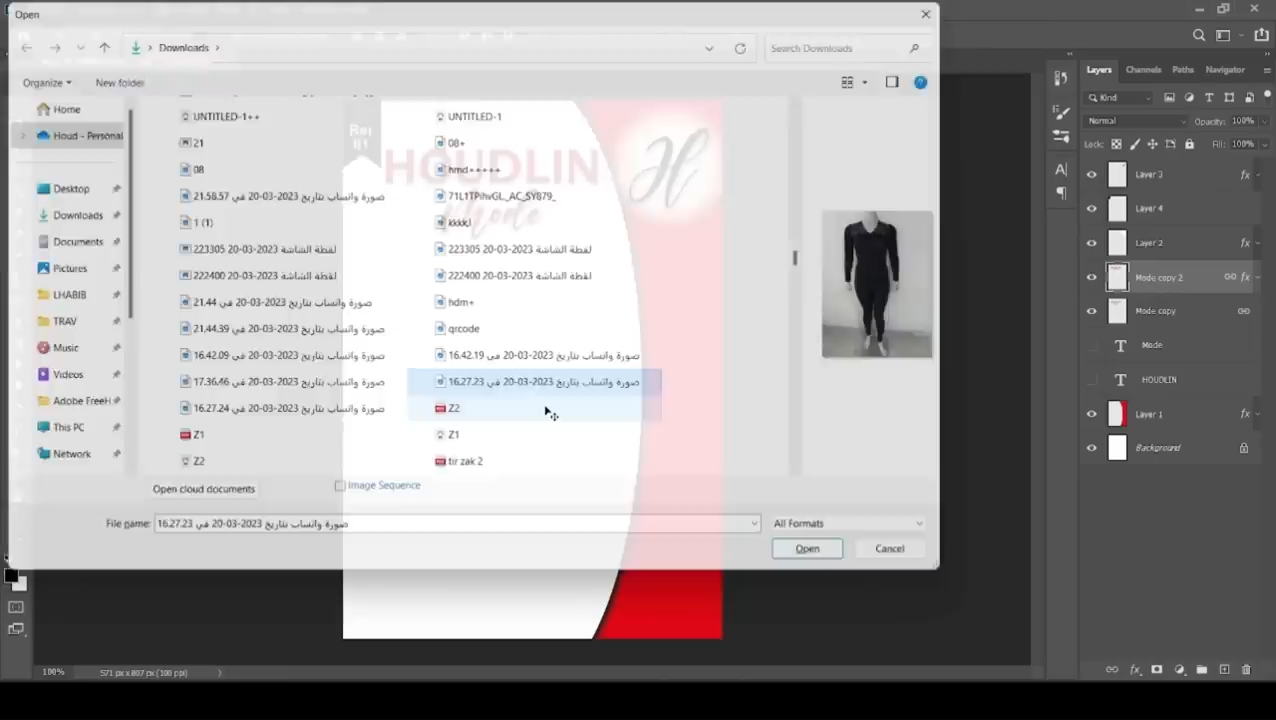 Open
Downloads
Search Downloads
Organize
New folder
Home
Houd - Personal
Desktop
Downloads
Documents
Pictures
LHABIB
TRAV
Music
Videos
Adobe FreeH
This PC
Network
UNTITLED-1++
21
08
صورة واتساب بتاريخ 2023-03-20 في 21.58.57
1 (1)
لقطة الشاشة 2023-03-20 223305
لقطة الشاشة 2023-03-20 222400
صورة واتساب بتاريخ 2023-03-20 في 21.44
صورة واتساب بتاريخ 2023-03-20 في 21.44.39
صورة واتساب بتاريخ 2023-03-20 في 16.42.09
صورة واتساب بتاريخ 2023-03-20 في 17.36.46
صورة واتساب بتاريخ 2023-03-20 في 16.27.24
Z1
Z2
UNTITLED-1
08+
hmd+++++
71L1TPihvGL._AC_SY879_
kkkk,l
لقطة الشاشة 2023-03-20 223305
لقطة الشاشة 2023-03-20 222400
hdm+
qrcode
صورة واتساب بتاريخ 2023-03-20 في 16.42.19
صورة واتساب بتاريخ 2023-03-20 في 16.27.23
Z2
Z1
tir zak 2
Open cloud documents
Image Sequence
File name:
صورة واتساب بتاريخ 2023-03-20 في 16.27.23
All Formats
Open
Cancel
HOUDLIN
Mode
H
100%
571 px x 807 px (100 ppi)
Layers
Channels
Paths
Navigator
Kind
Normal
Opacity: 100%
Lock:
Fill: 100%
Layer 3
fx
Layer 4
Layer 2
fx
Mode copy 2
fx
Mode copy
Mode
HOUDLIN
Layer 1
fx
Background